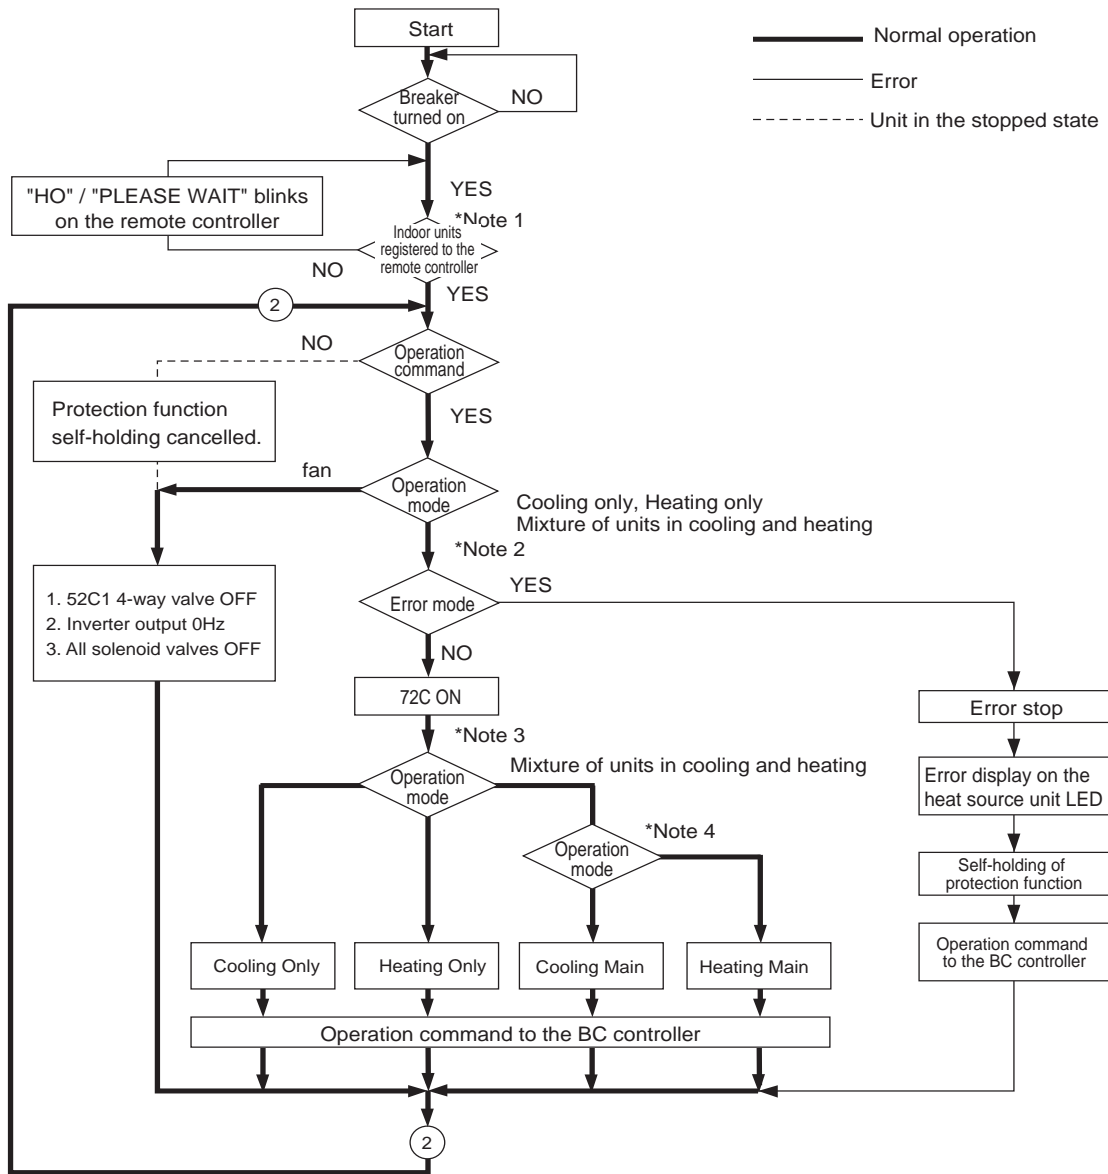 Start
Normal operation
Error
Unit in the stopped state
Breaker
turned on
NO
YES
"HO" / "PLEASE WAIT" blinks
on the remote controller
*Note 1
Indoor units
registered to the
remote controller
NO
YES
2
NO
Operation
command
Protection function
self-holding cancelled.
YES
fan
Operation
mode
Cooling only, Heating only
Mixture of units in cooling and heating
*Note 2
YES
1. 52C1 4-way valve OFF
2. Inverter output 0Hz
3. All solenoid valves OFF
Error mode
NO
72C ON
Error stop
*Note 3
Operation
mode
Mixture of units in cooling and heating
Error display on the
heat source unit LED
*Note 4
Operation
mode
Self-holding of
protection function
Operation command
to the BC controller
Cooling Only
Heating Only
Cooling Main
Heating Main
Operation command to the BC controller
2